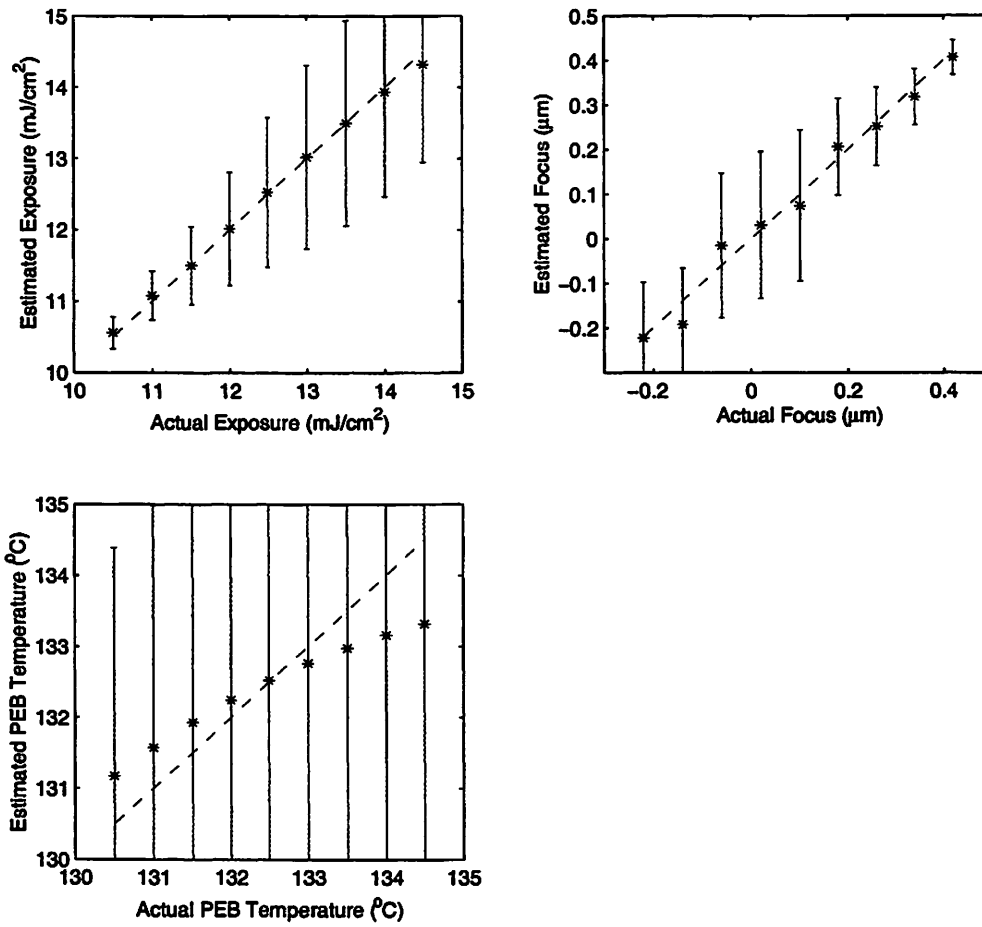 15
14
13
12
11
10
10 11 12 13 14 15
Estimated Exposure (mJ/cm²)
Actual Exposure (mJ/cm²)
0.5
0.4
0.3
0.2
0.1
0
−0.1
−0.2
−0.2 0 0.2 0.4
Estimated Focus (μm)
Actual Focus (μm)
135
134
133
132
131
130
130 131 132 133 134 135
Estimated PEB Temperature (⁰C)
Actual PEB Temperature (⁰C)